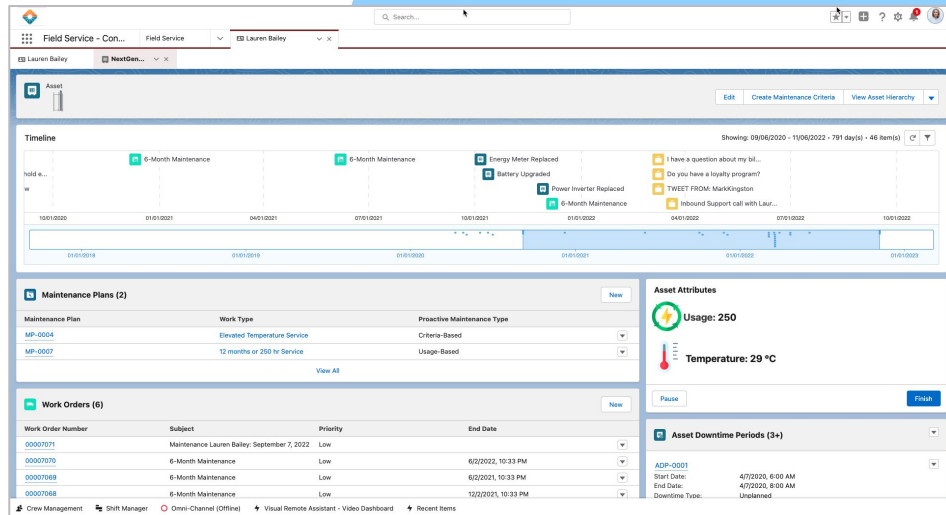 Search...
1
Field Service - Con...
Field Service
Lauren Bailey
Lauren Bailey
NextGen...
Asset
Edit
Create Maintenance Criteria
View Asset Hierarchy
Timeline
Showing: 09/06/2020 - 11/06/2022 • 791 day(s) • 46 item(s)
6-Month Maintenance
6-Month Maintenance
Energy Meter Replaced
I have a question about my bil...
hold e...
Battery Upgraded
Do you have a loyalty program?
w
Power Inverter Replaced
TWEET FROM: MarkKingston
6-Month Maintenance
Inbound Support call with Laur...
10/01/2020 01/01/2021 04/01/2021 07/01/2021 10/01/2021 01/01/2022 04/01/2022 07/01/2022 10/01/2022
01/01/2018 01/01/2019 01/01/2020 01/01/2021 01/01/2022 01/01/2023
Maintenance Plans (2)
New
Maintenance Plan Work Type Proactive Maintenance Type
MP-0004 Elevated Temperature Service Criteria-Based
MP-0007 12 months or 250 hr Service Usage-Based
View All
Work Orders (6)
New
Work Order Number Subject Priority End Date
00007071 Maintenance Lauren Bailey: September 7, 2022 Low
00007070 6-Month Maintenance Low 6/2/2022, 10:33 PM
00007069 6-Month Maintenance Low 6/2/2021, 10:33 PM
00007068 6-Month Maintenance Low 12/2/2021, 10:33 PM
Asset Attributes
Usage: 250
Temperature: 29 °C
Pause
Finish
Asset Downtime Periods (3+)
ADP-0001
Start Date: 4/7/2020, 6:00 AM
End Date: 4/7/2020, 8:00 AM
Downtime Type: Unplanned
Crew Management
Shift Manager
Omni-Channel (Offline)
Visual Remote Assistant - Video Dashboard
Recent Items